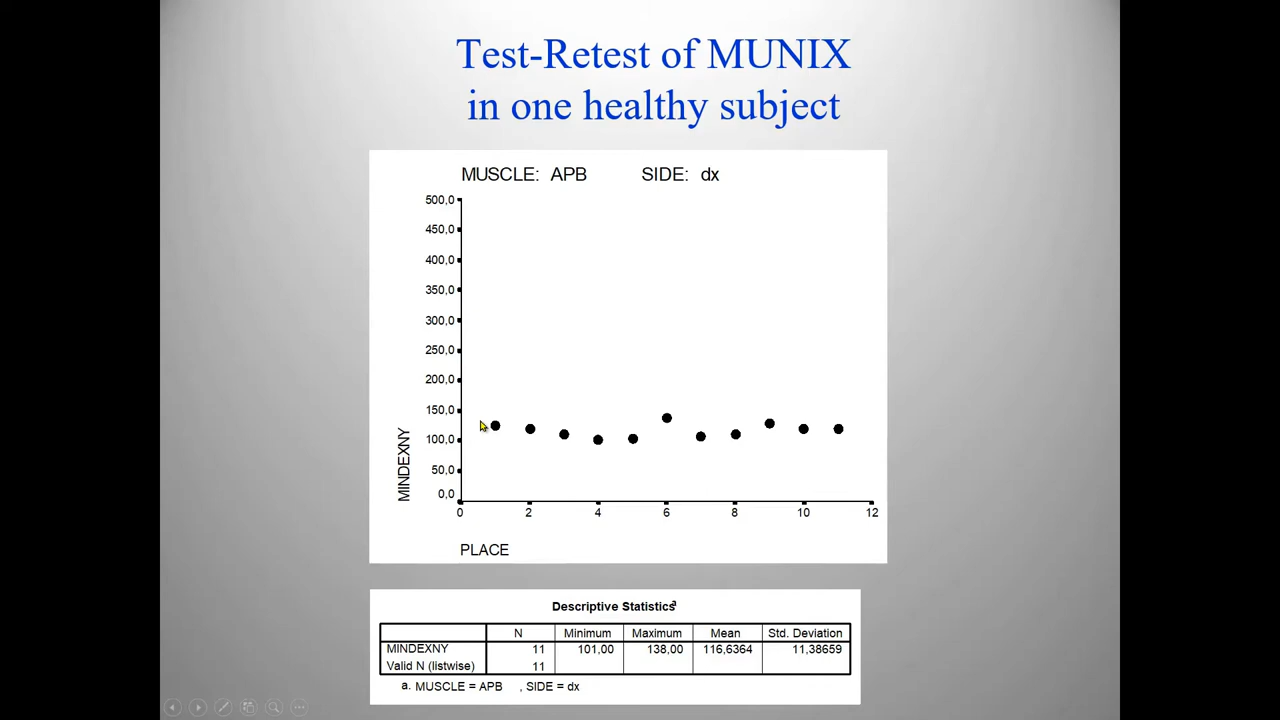 Test-Retest of MUNIX
in one healthy subject
MUSCLE: APB SIDE: dx
500,0
450,0
400,0
350,0
300,0
250,0
200,0
150,0
100,0
50,0
0,0
MINDEXNY
0 2 4 6 8 10 12
PLACE
Descriptive Statistics a
N Minimum Maximum Mean Std. Deviation
MINDEXNY 11 101,00 138,00 116,6364 11,38659
Valid N (listwise) 11
a. MUSCLE = APB , SIDE = dx